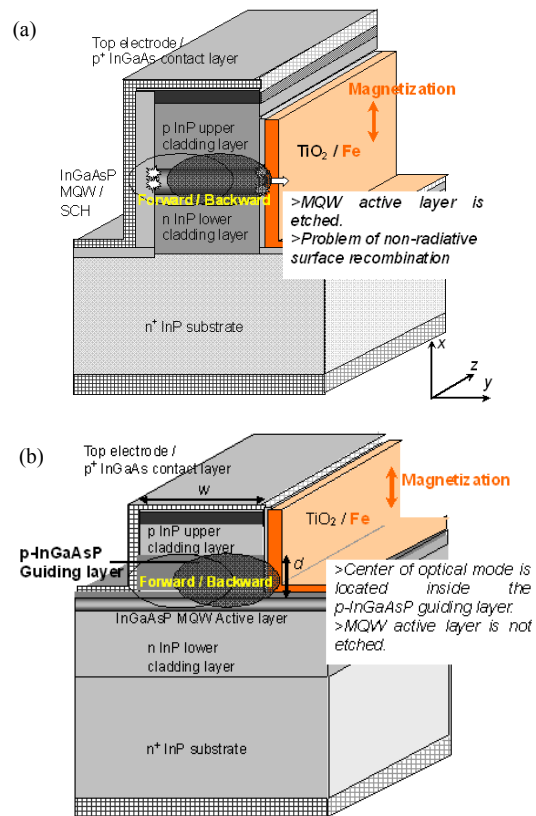 (a)
Top electrode /
p⁺ InGaAs contact layer
Magnetization
p InP upper
cladding layer
TiO₂ / Fe
InGaAsP
MQW /
SCH
Forward / Backward
>MQW active layer is
etched.
>Problem of non-radiative
surface recombination
n InP lower
cladding layer
n⁺ InP substrate
x
z
y
(b)
Top electrode /
p⁺ InGaAs contact layer
Magnetization
w
TiO₂ / Fe
p InP upper
cladding layer
p-InGaAsP
Guiding layer
Forward / Backward
d
>Center of optical mode is
located inside the
p-InGaAsP guiding layer.
>MQW active layer is not
etched.
InGaAsP MQW Active layer
n InP lower
cladding layer
n⁺ InP substrate